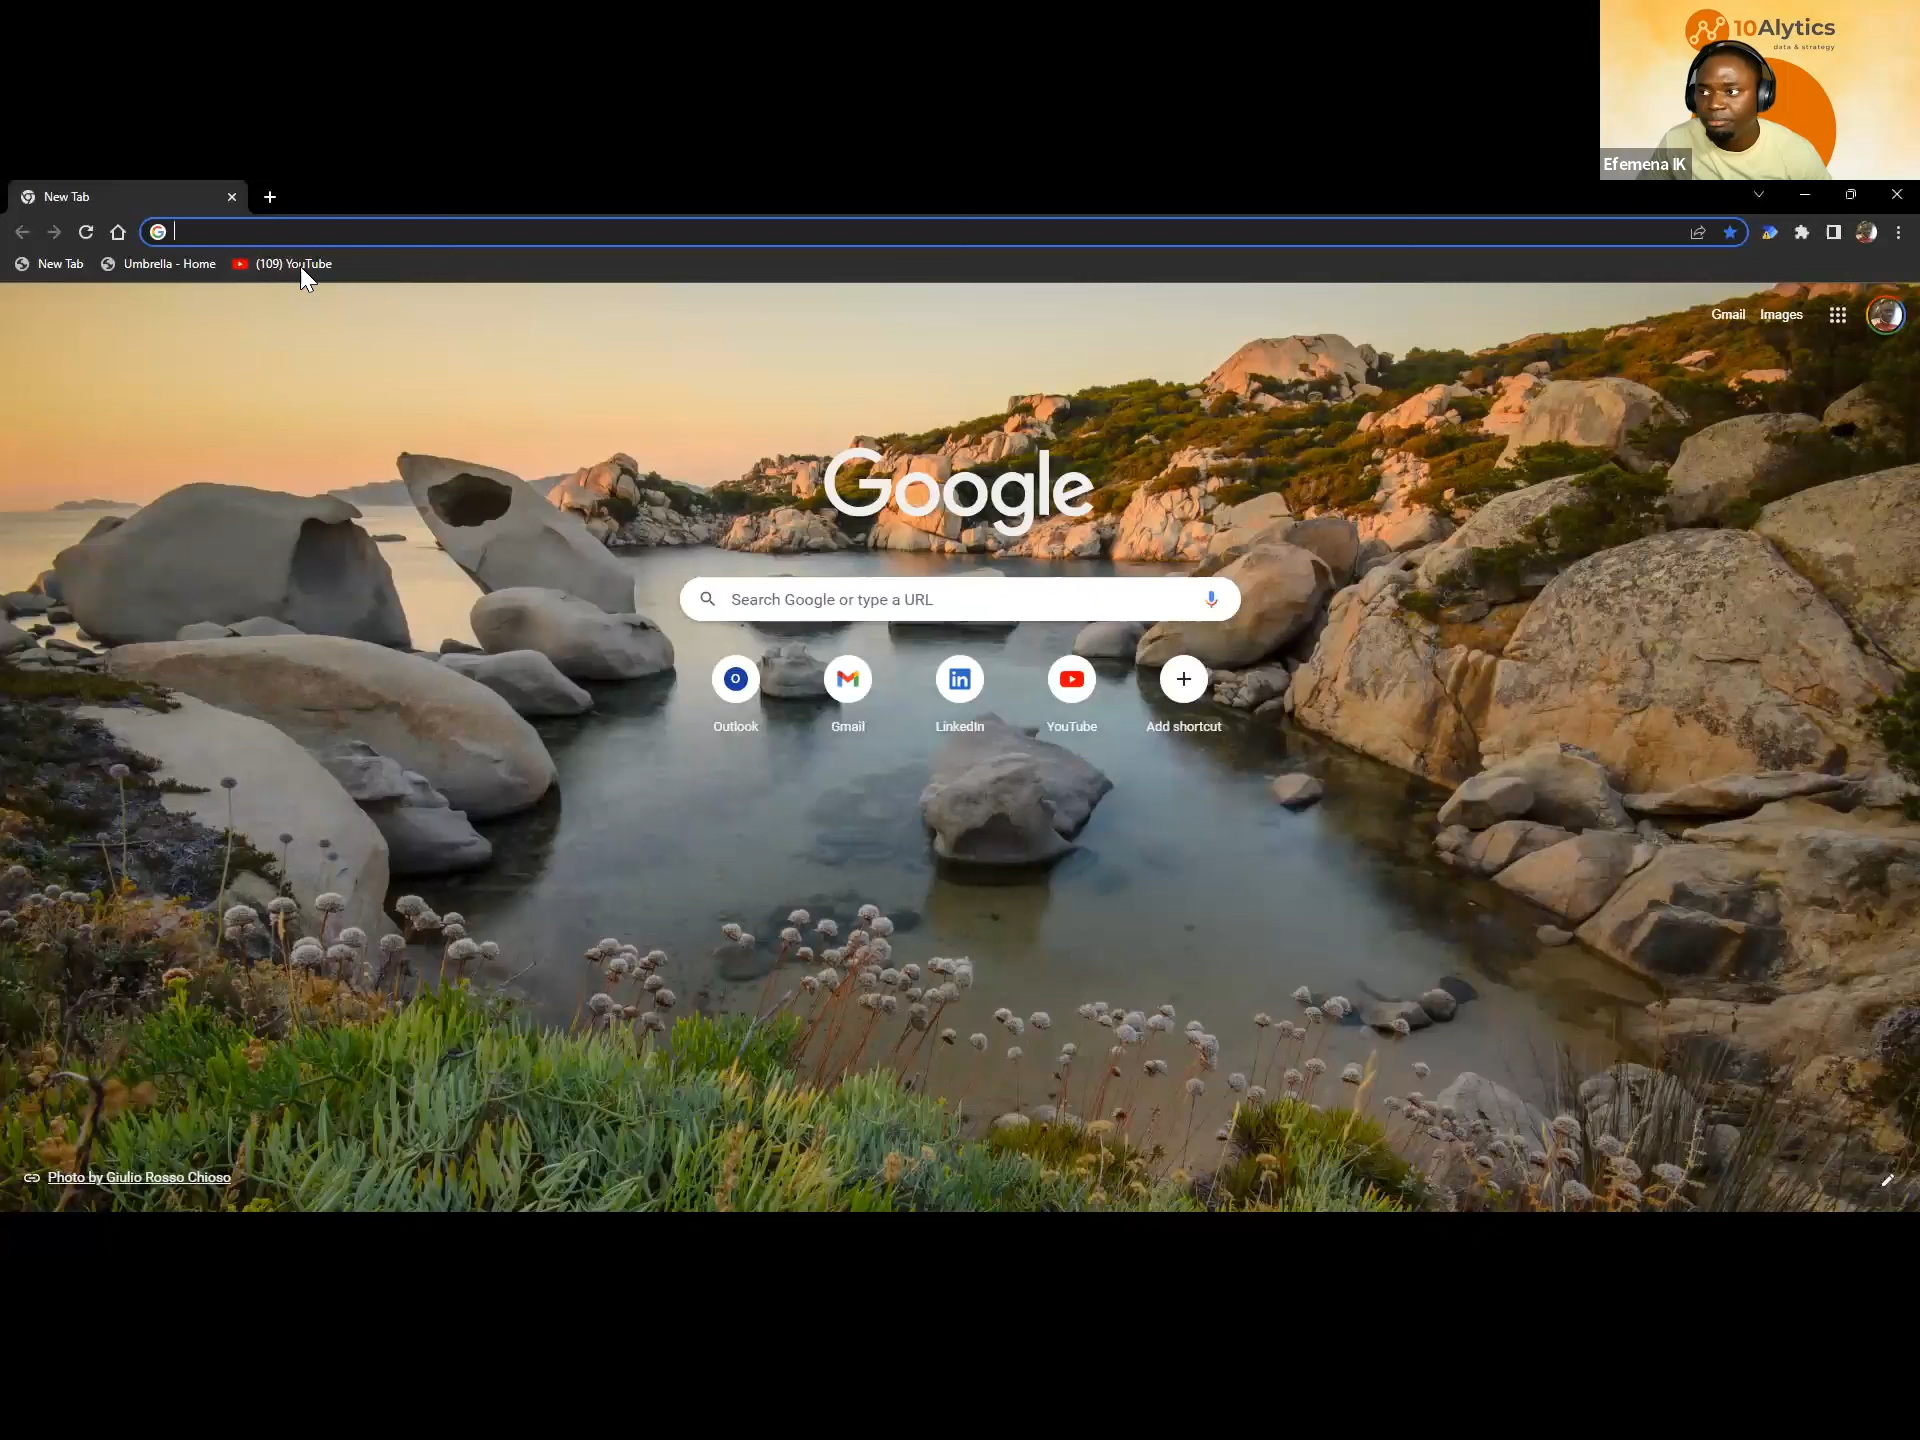 10Alytics
data & strategy
Efemena IK
New Tab
New Tab
Umbrella - Home
(109) YouTube
Gmail
Images
Google
Search Google or type a URL
O
in
Outlook
Gmail
LinkedIn
YouTube
Add shortcut
Photo by Giulio Rosso Chioso